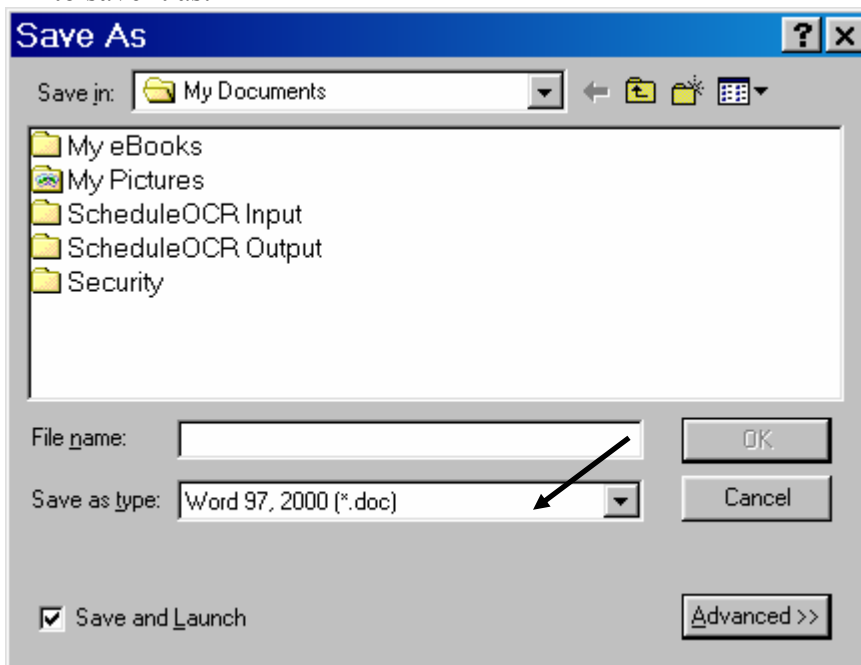 Save As
Save in: My Documents
My eBooks
My Pictures
ScheduleOCR Input
ScheduleOCR Output
Security
File name:
OK
Save as type: Word 97, 2000 (*.doc)
Cancel
Save and Launch
Advanced >>